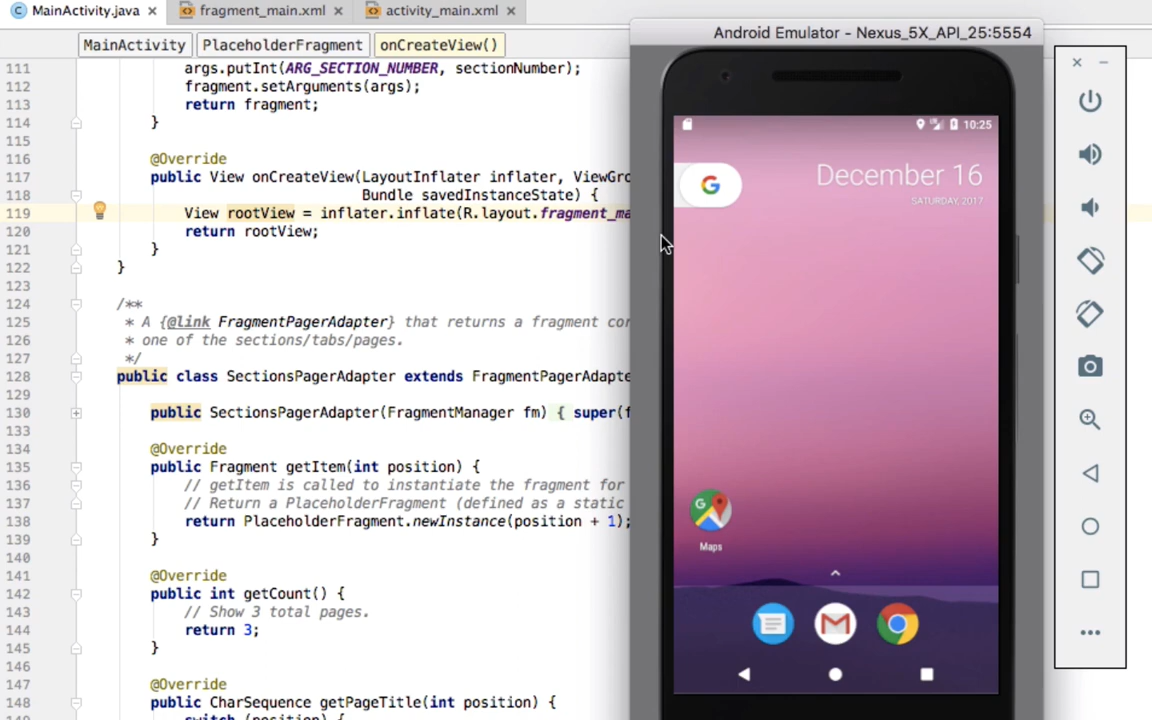 MainActivity.java
fragment_main.xml
activity_main.xml
MainActivity
PlaceholderFragment
onCreateView()
111 args.putInt(ARG_SECTION_NUMBER, sectionNumber);
112 fragment.setArguments(args);
113 return fragment;
114 }
115
116 @Override
117 public View onCreateView(LayoutInflater inflater, ViewGro
118 Bundle savedInstanceState) {
119 View rootView = inflater.inflate(R.layout.fragment_ma
120 return rootView;
121 }
122 }
123
124 /**
125 * A {@link FragmentPagerAdapter} that returns a fragment cor
126 * one of the sections/tabs/pages.
127 */
128 public class SectionsPagerAdapter extends FragmentPagerAdapte
129
130 public SectionsPagerAdapter(FragmentManager fm) { super(f
133
134 @Override
135 public Fragment getItem(int position) {
136 // getItem is called to instantiate the fragment for
137 // Return a PlaceholderFragment (defined as a static
138 return PlaceholderFragment.newInstance(position + 1);
139 }
140
141 @Override
142 public int getCount() {
143 // Show 3 total pages.
144 return 3;
145 }
146
147 @Override
148 public CharSequence getPageTitle(int position) {
switch (position) {
Android Emulator - Nexus_5X_API_25:5554
10:25
December 16
SATURDAY, 2017
Maps